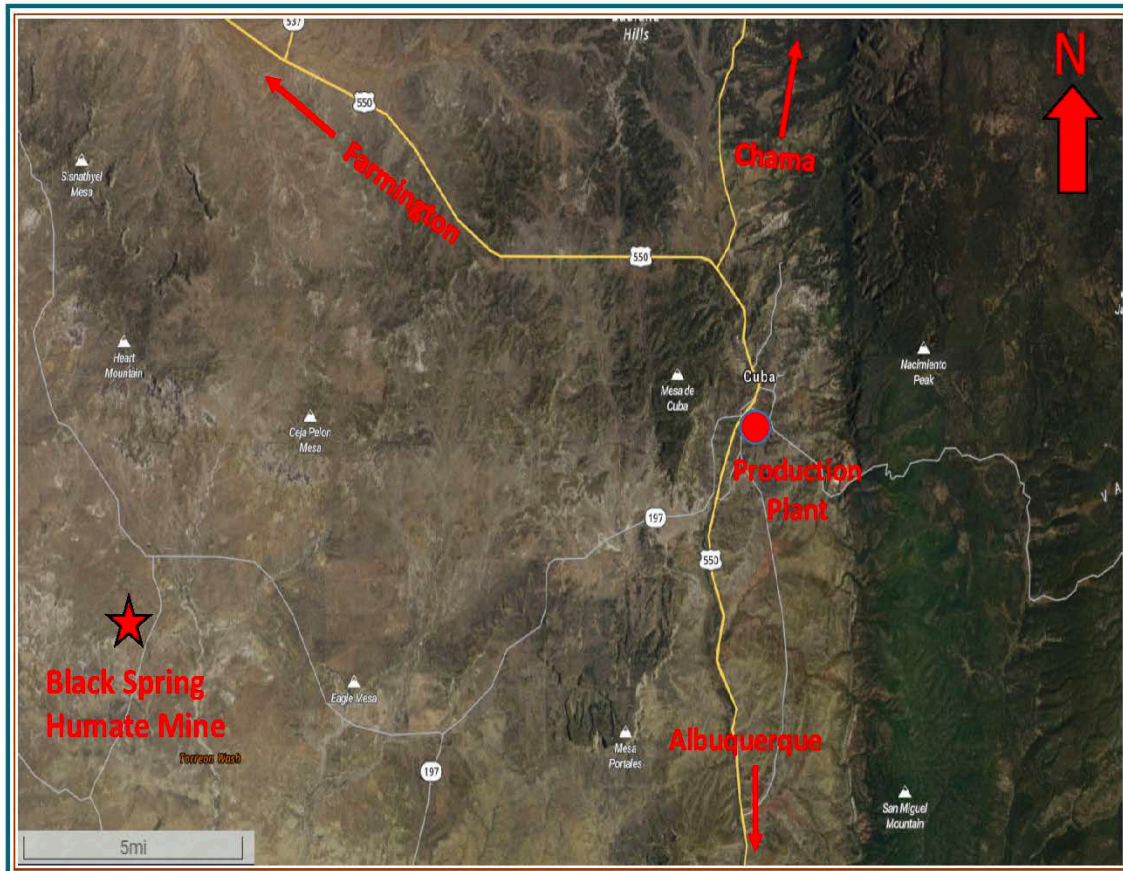 537
Hills
N
550
Chama
Farmington
Sisnathyel
Mesa
550
Heart
Mountain
Nacimiento
Peak
Cuba
Mesa de
Cuba
Ceja Pelon
Mesa
Production
Plant
197
550
Black Spring
Humate Mine
Eagle Mesa
Torreon Wash
Mesa
Portales
Albuquerque
197
San Miguel
Mountain
5mi